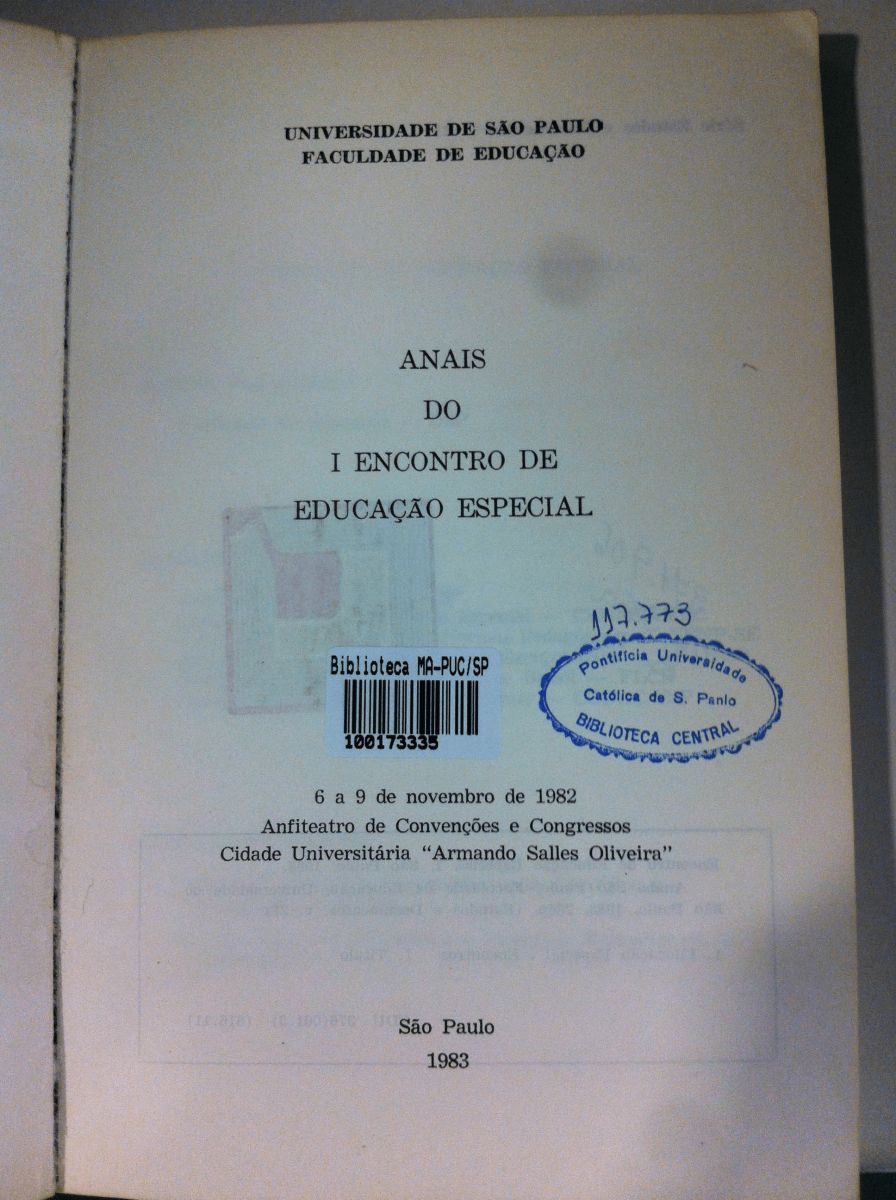 UNIVERSIDADE DE SÃO PAULO
FACULDADE DE EDUCAÇÃO
ANAIS
DO
I ENCONTRO DE
EDUCAÇÃO ESPECIAL
117.773
Pontifícia Universidade
Católica de S. Panlo
BIBLIOTECA CENTRAL
Biblioteca MA-PUC/SP
100173335
6 a 9 de novembro de 1982
Anfiteatro de Convenções e Congressos
Cidade Universitária "Armando Salles Oliveira"
São Paulo
1983